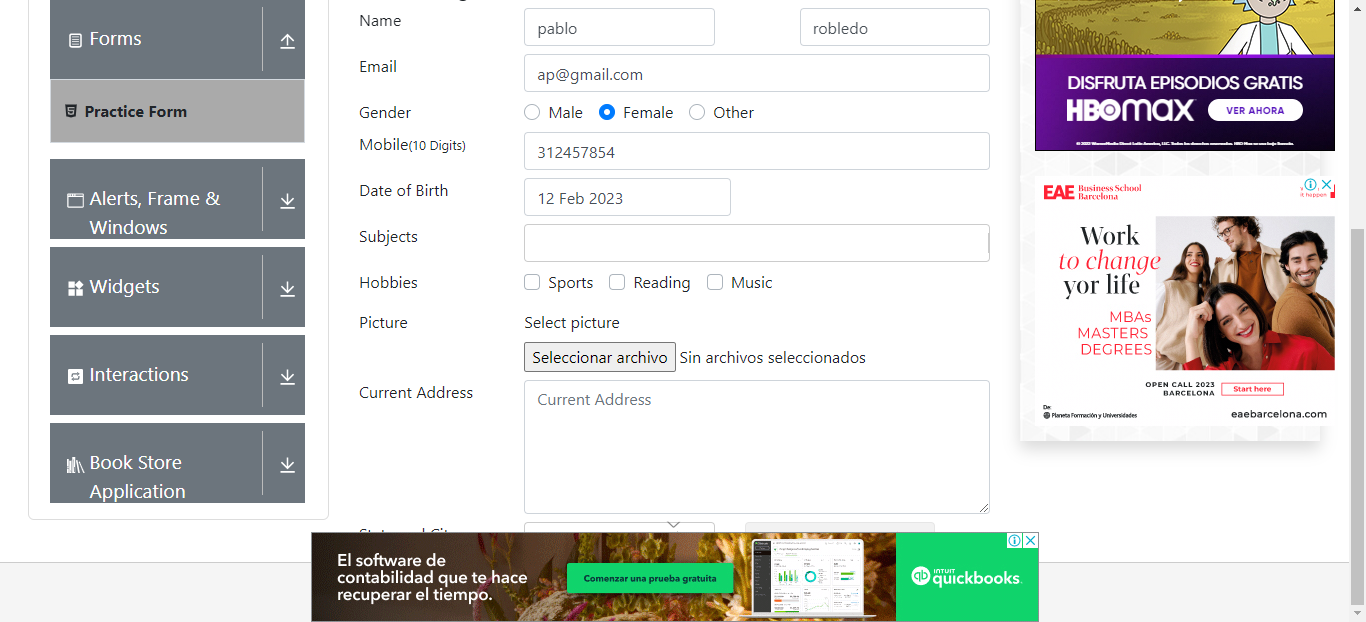 Forms
Practice Form
Alerts, Frame &
Windows
Widgets
Interactions
Book Store
Application
Name
pablo
robledo
Email
ap@gmail.com
Gender
Male
Female
Other
Mobile(10 Digits)
312457854
Date of Birth
12 Feb 2023
Subjects
Hobbies
Sports
Reading
Music
Picture
Select picture
Seleccionar archivo Sin archivos seleccionados
Current Address
Current Address
DISFRUTA EPISODIOS GRATIS
HBOMAX
VER AHORA
EAE Business School
Barcelona
it happen
Work
to change
yor life
MBAs
MASTERS
DEGREES
OPEN CALL 2023
BARCELONA
Start here
De:
Planeta Formación y Universidades
eaebarcelona.com
El software de
contabilidad que te hace
recuperar el tiempo.
Comenzar una prueba gratuita
INTUIT
quickbooks.